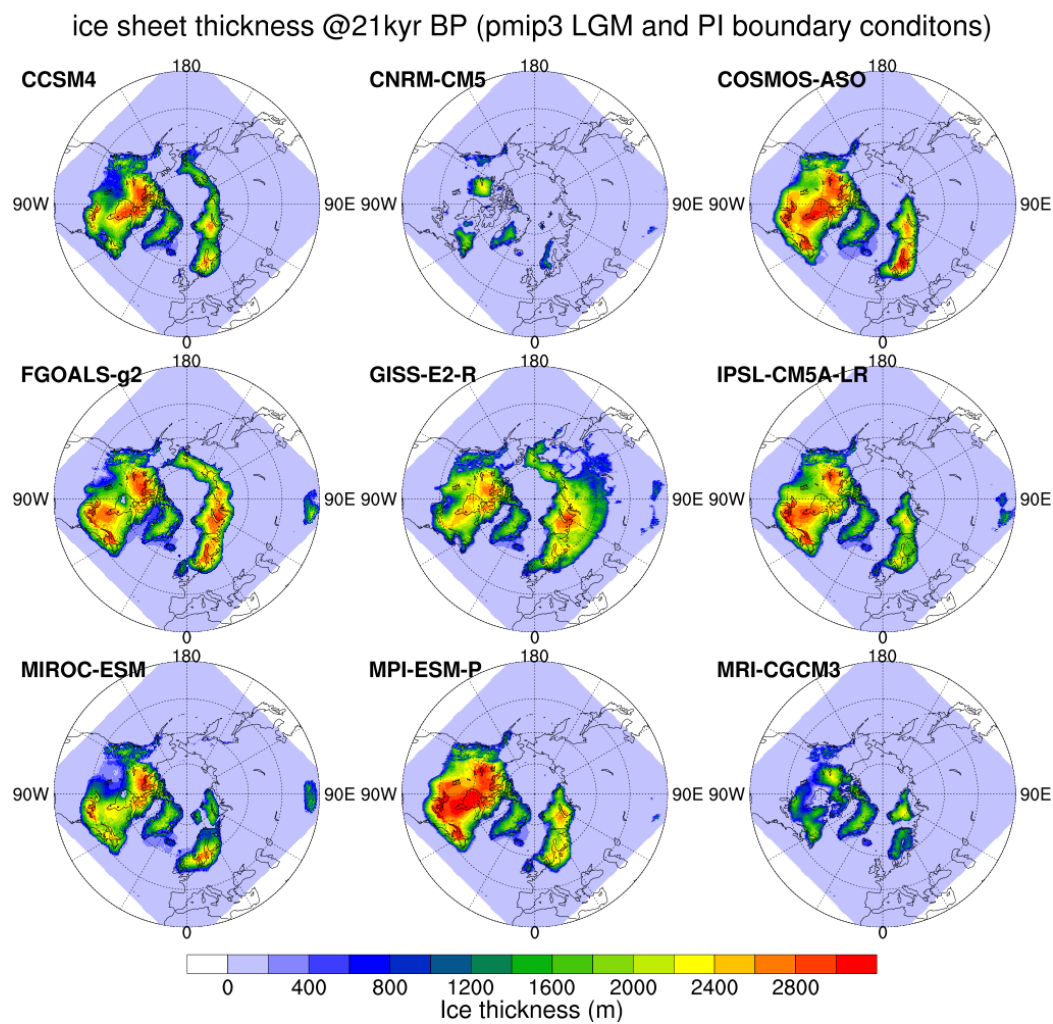 ice sheet thickness @21kyr BP (pmip3 LGM and PI boundary conditons)
CCSM4
180
90W
90E
0
CNRM-CM5
180
90W
90E
0
COSMOS-ASO
180
90W
90E
0
FGOALS-g2
180
90W
90E
0
GISS-E2-R
180
90W
90E
0
IPSL-CM5A-LR
180
90W
90E
0
MIROC-ESM
180
90W
90E
0
MPI-ESM-P
180
90W
90E
0
MRI-CGCM3
180
90W
90E
0
0 400 800 1200 1600 2000 2400 2800
Ice thickness (m)